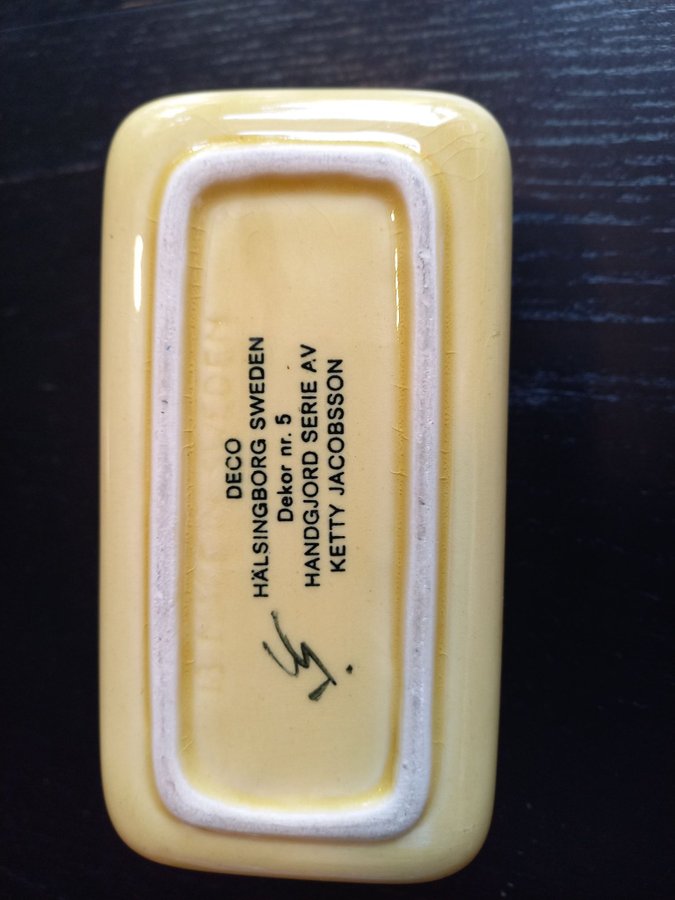 DECO
HÄLSINGBORG SWEDEN
Dekor nr. 5
HANDGJORD SERIE AV
KETTY JACOBSSON